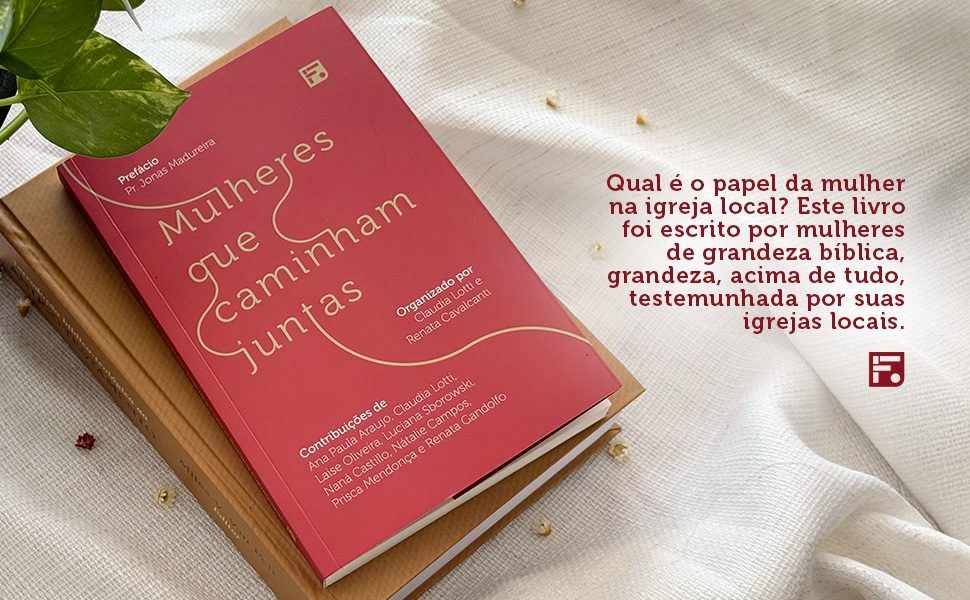 Prefácio
Pr. Jonas Madureira
Mulheres
que
caminham
juntas
Organizado por
Claudia Lotti e
Renata Cavalcanti
Contribuições de
Ana Paula Araujo, Claudia Lotti,
Laise Oliveira, Luciana Sborowski,
Naná Castillo, Nátalie Campos,
Prisca Mendonça e Renata Gandolfo
Qual é o papel da mulher
na igreja local? Este livro
foi escrito por mulheres
de grandeza bíblica,
grandeza, acima de tudo,
testemunhada por suas
igrejas locais.